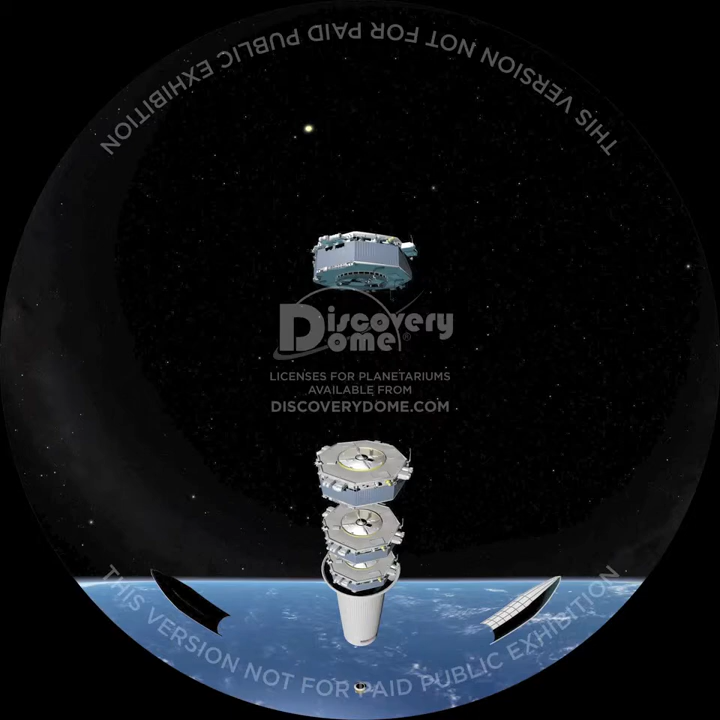 THIS VERSION NOT FOR PAID PUBLIC EXHIBITION
Discovery
Dome®
LICENSES FOR PLANETARIUMS
AVAILABLE FROM
DISCOVERYDOME.COM
THIS VERSION NOT FOR PAID PUBLIC EXHIBITION